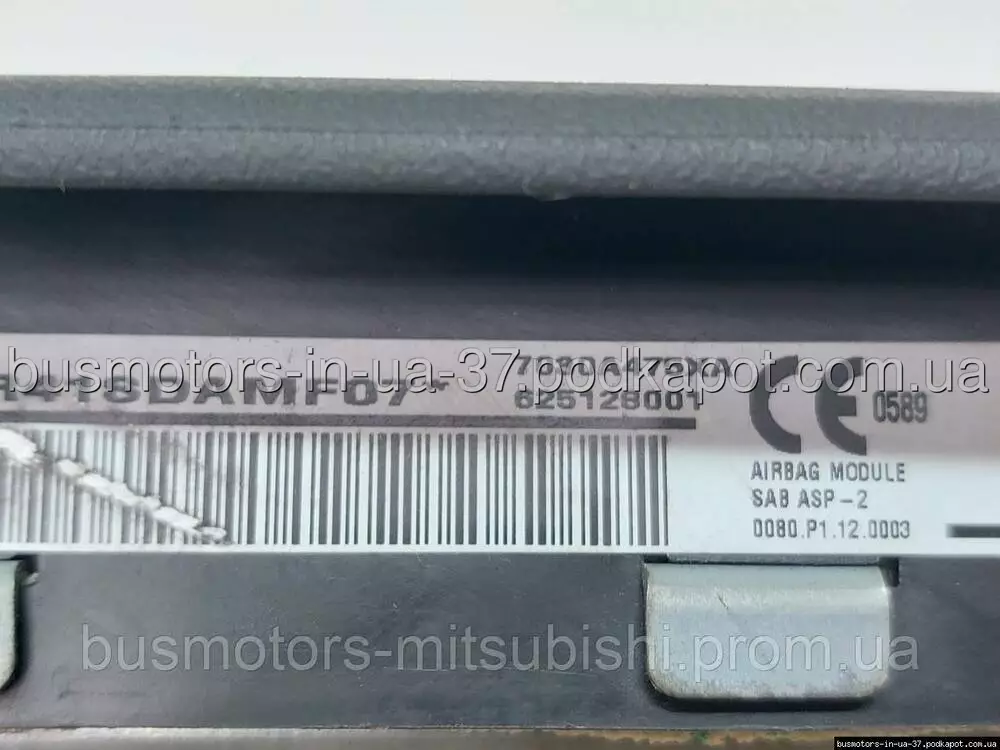 busmotors-in-ua-37.podkapot.com.ua
625128001
CE 0589
AIRBAG MODULE
SAB ASP-2
0080.P1.12.0003
busmotors-mitsubishi.prom.ua
busmotors-in-ua-37.podkapot.com.ua